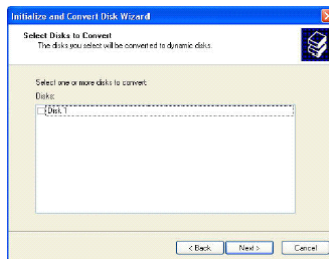 Initialize and Convert Disk Wizard
Select Disks to Convert
The disks you select will be converted to dynamic disks.
Select one or more disks to convert.
Disks:
Disk 1
< Back
Next >
Cancel